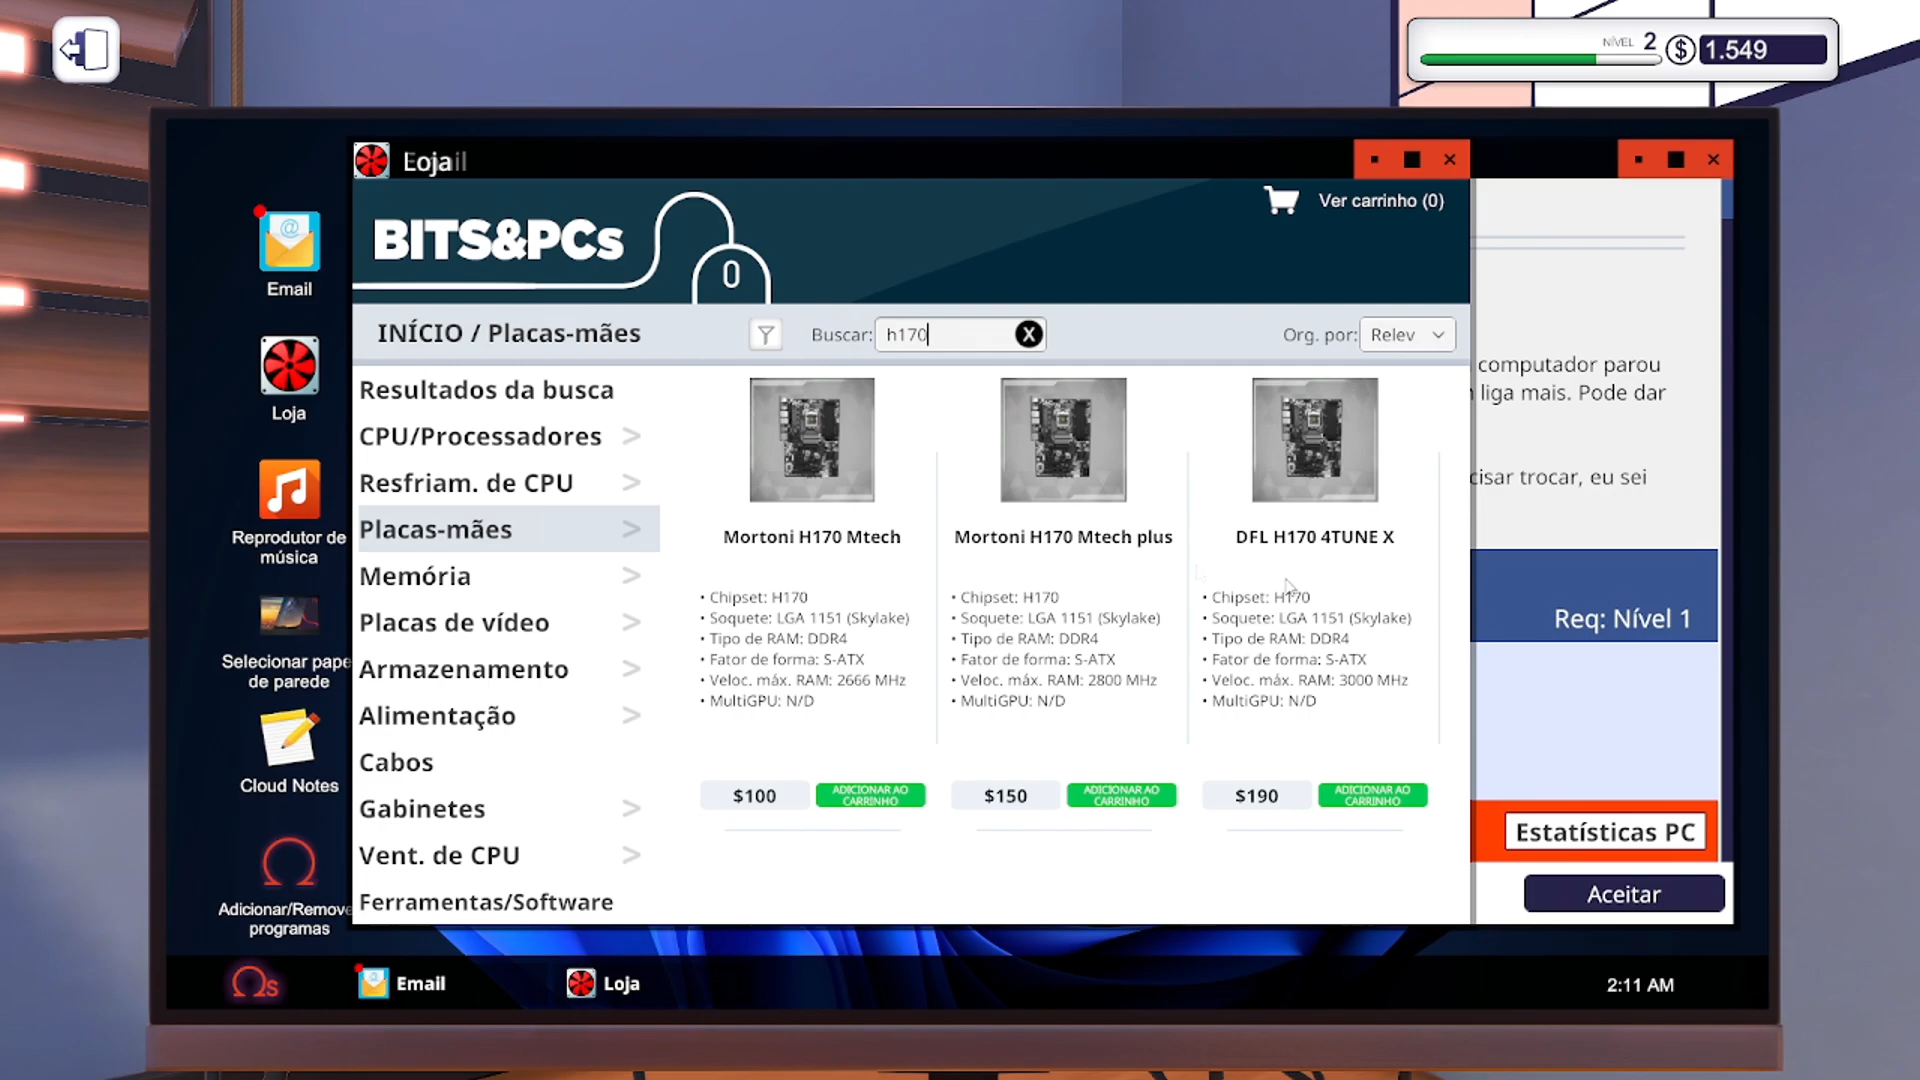 NÍVEL 2
$ 1.549
Loja
BITS&PCs
Ver carrinho (0)
INÍCIO / Placas-mães
Buscar: h170
X
Org. por: Relev
Resultados da busca
CPU/Processadores >
Resfriam. de CPU >
Placas-mães >
Memória >
Placas de vídeo >
Armazenamento >
Alimentação >
Cabos
Gabinetes >
Vent. de CPU >
Ferramentas/Software
Mortoni H170 Mtech
• Chipset: H170
• Soquete: LGA 1151 (Skylake)
• Tipo de RAM: DDR4
• Fator de forma: S-ATX
• Veloc. máx. RAM: 2666 MHz
• MultiGPU: N/D
$100
ADICIONAR AO
CARRINHO
Mortoni H170 Mtech plus
• Chipset: H170
• Soquete: LGA 1151 (Skylake)
• Tipo de RAM: DDR4
• Fator de forma: S-ATX
• Veloc. máx. RAM: 2800 MHz
• MultiGPU: N/D
$150
ADICIONAR AO
CARRINHO
DFL H170 4TUNE X
• Chipset: H170
• Soquete: LGA 1151 (Skylake)
• Tipo de RAM: DDR4
• Fator de forma: S-ATX
• Veloc. máx. RAM: 3000 MHz
• MultiGPU: N/D
$190
ADICIONAR AO
CARRINHO
computador parou
liga mais. Pode dar
cisar trocar, eu sei
Req: Nível 1
Estatísticas PC
Aceitar
Email
Loja
Reprodutor de
música
Selecionar pape
de parede
Cloud Notes
Adicionar/Remove
programas
Ωs
Email
Loja
2:11 AM